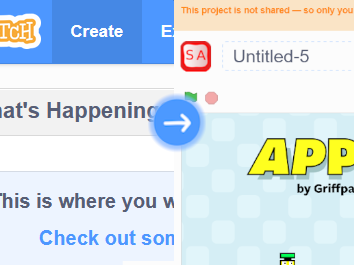 TCH
Create
E
hat's Happening
This is where you w
Check out som
This project is not shared — so only you
SA
Untitled-5
APP
by Griffpa